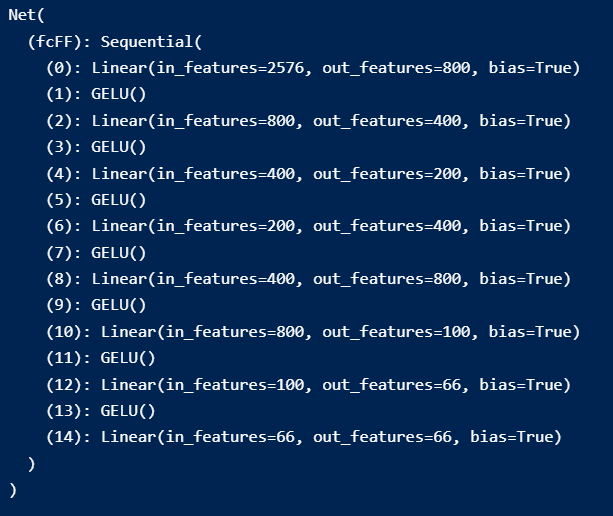 Net(
  (fcFF): Sequential(
    (0): Linear(in_features=2576, out_features=800, bias=True)
    (1): GELU()
    (2): Linear(in_features=800, out_features=400, bias=True)
    (3): GELU()
    (4): Linear(in_features=400, out_features=200, bias=True)
    (5): GELU()
    (6): Linear(in_features=200, out_features=400, bias=True)
    (7): GELU()
    (8): Linear(in_features=400, out_features=800, bias=True)
    (9): GELU()
    (10): Linear(in_features=800, out_features=100, bias=True)
    (11): GELU()
    (12): Linear(in_features=100, out_features=66, bias=True)
    (13): GELU()
    (14): Linear(in_features=66, out_features=66, bias=True)
  )
)